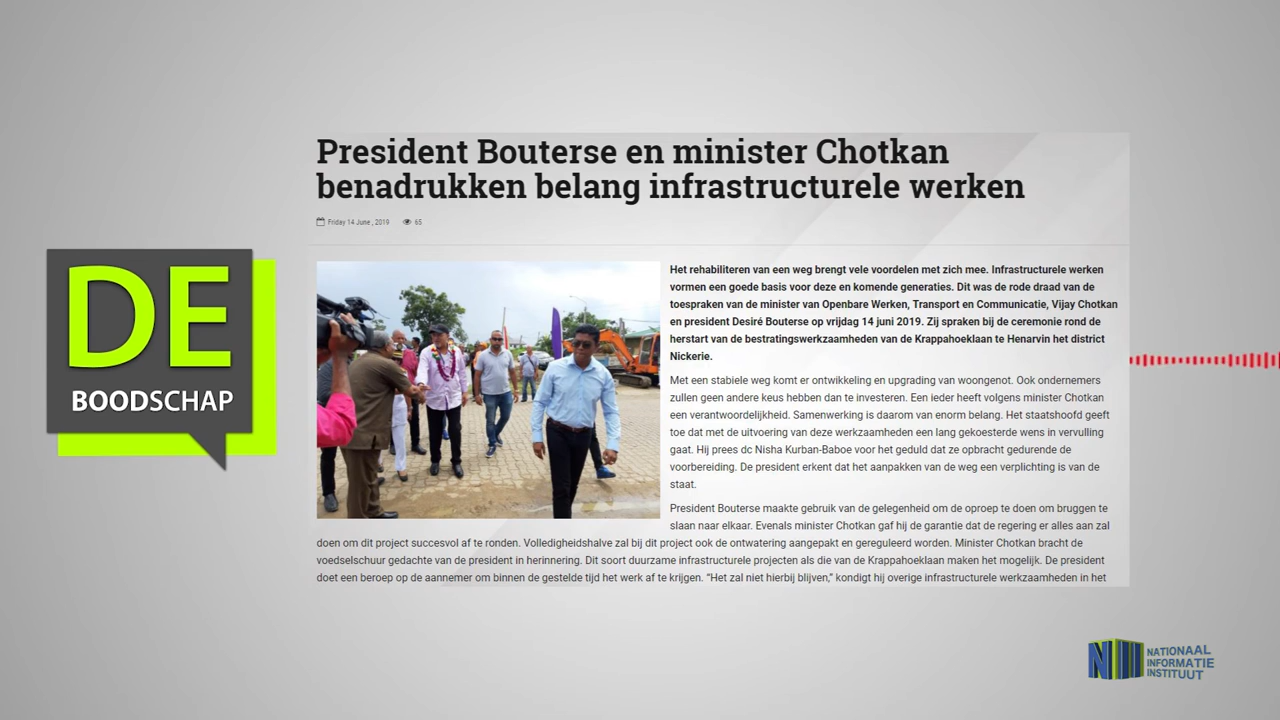 President Bouterse en minister Chotkan
benadrukken belang infrastructurele werken
Friday 14 June , 2019 65
DE
BOODSCHAP
Het rehabiliteren van een weg brengt vele voordelen met zich mee. Infrastructurele werken
vormen een goede basis voor deze en komende generaties. Dit was de rode draad van de
toespraken van de minister van Openbare Werken, Transport en Communicatie, Vijay Chotkan
en president Desiré Bouterse op vrijdag 14 juni 2019. Zij spraken bij de ceremonie rond de
herstart van de bestratingswerkzaamheden van de Krappahoeklaan te Henarvin het district
Nickerie.
Met een stabiele weg komt er ontwikkeling en upgrading van woongenot. Ook ondernemers
zullen geen andere keus hebben dan te investeren. Een ieder heeft volgens minister Chotkan
een verantwoordelijkheid. Samenwerking is daarom van enorm belang. Het staatshoofd geeft
toe dat met de uitvoering van deze werkzaamheden een lang gekoesterde wens in vervulling
gaat. Hij prees dc Nisha Kurban-Baboe voor het geduld dat ze opbracht gedurende de
voorbereiding. De president erkent dat het aanpakken van de weg een verplichting is van de
staat.
President Bouterse maakte gebruik van de gelegenheid om de oproep te doen om bruggen te
slaan naar elkaar. Evenals minister Chotkan gaf hij de garantie dat de regering er alles aan zal
doen om dit project succesvol af te ronden. Volledigheidshalve zal bij dit project ook de ontwatering aangepakt en gereguleerd worden. Minister Chotkan bracht de
voedselschuur gedachte van de president in herinnering. Dit soort duurzame infrastructurele projecten als die van de Krappahoeklaan maken het mogelijk. De president
doet een beroep op de aannemer om binnen de gestelde tijd het werk af te krijgen. “Het zal niet hierbij blijven,” kondigt hij overige infrastructurele werkzaamheden in het
NII
NATIONAAL
INFORMATIE
INSTITUUT